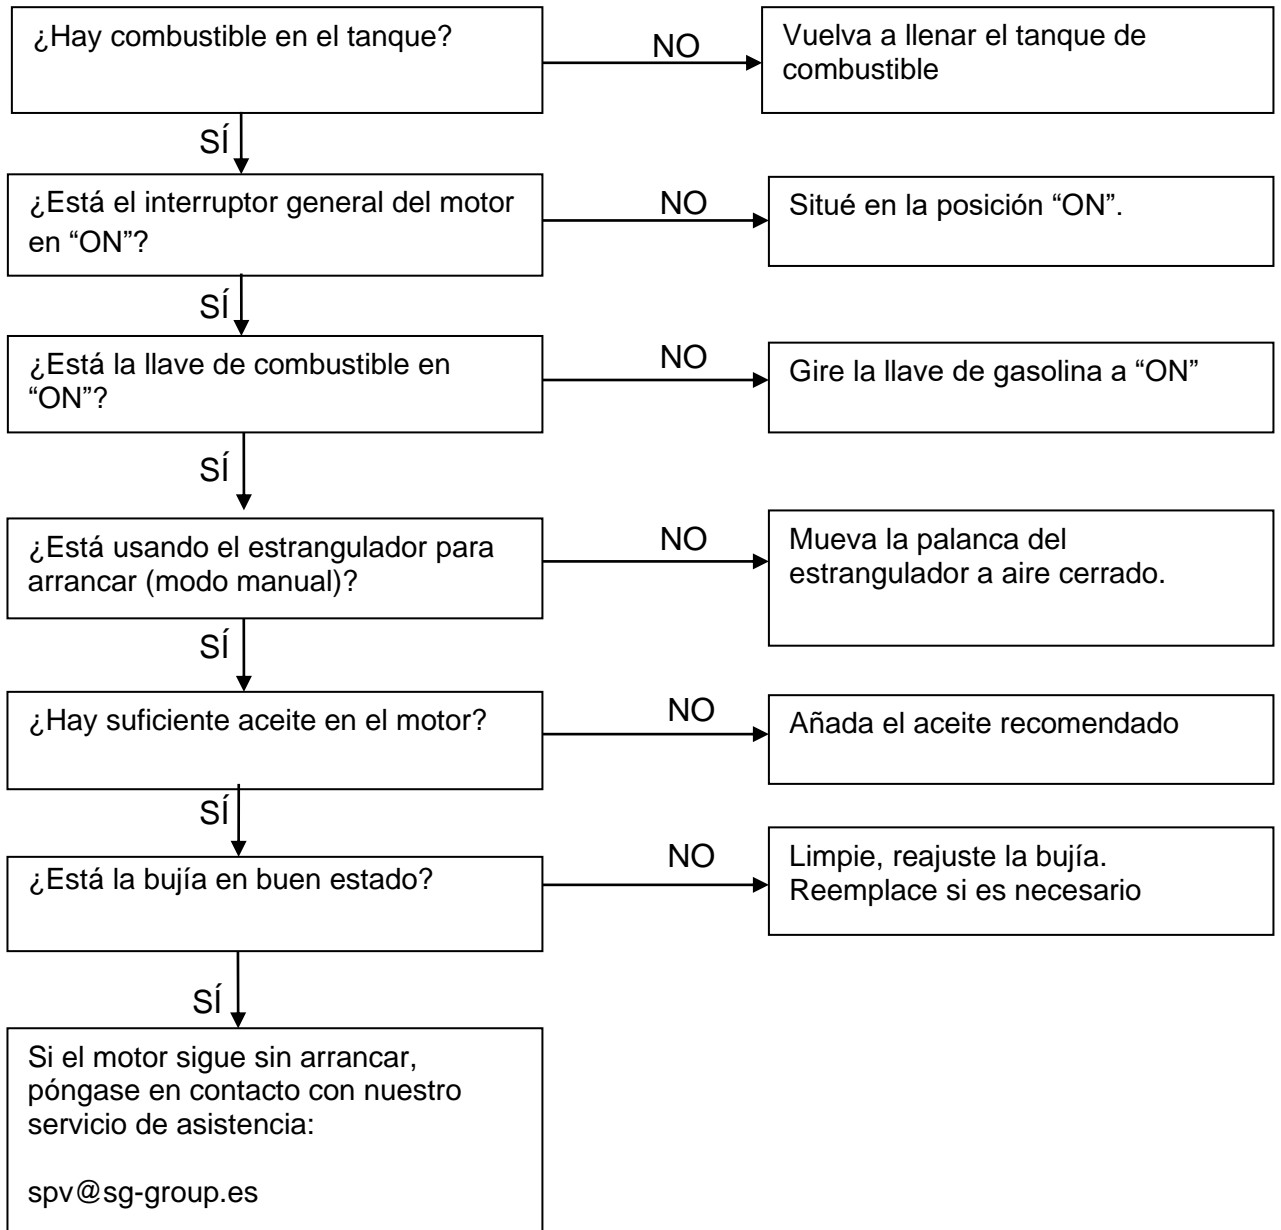 ¿Hay combustible en el tanque?
NO
Vuelva a llenar el tanque de
combustible
SÍ
¿Está el interruptor general del motor
en “ON”?
NO
Situé en la posición “ON”.
SÍ
¿Está la llave de combustible en
“ON”?
NO
Gire la llave de gasolina a “ON”
SÍ
¿Está usando el estrangulador para
arrancar (modo manual)?
NO
Mueva la palanca del
estrangulador a aire cerrado.
SÍ
¿Hay suficiente aceite en el motor?
NO
Añada el aceite recomendado
SÍ
¿Está la bujía en buen estado?
NO
Limpie, reajuste la bujía.
Reemplace si es necesario
SÍ
Si el motor sigue sin arrancar,
póngase en contacto con nuestro
servicio de asistencia:
spv@sg-group.es